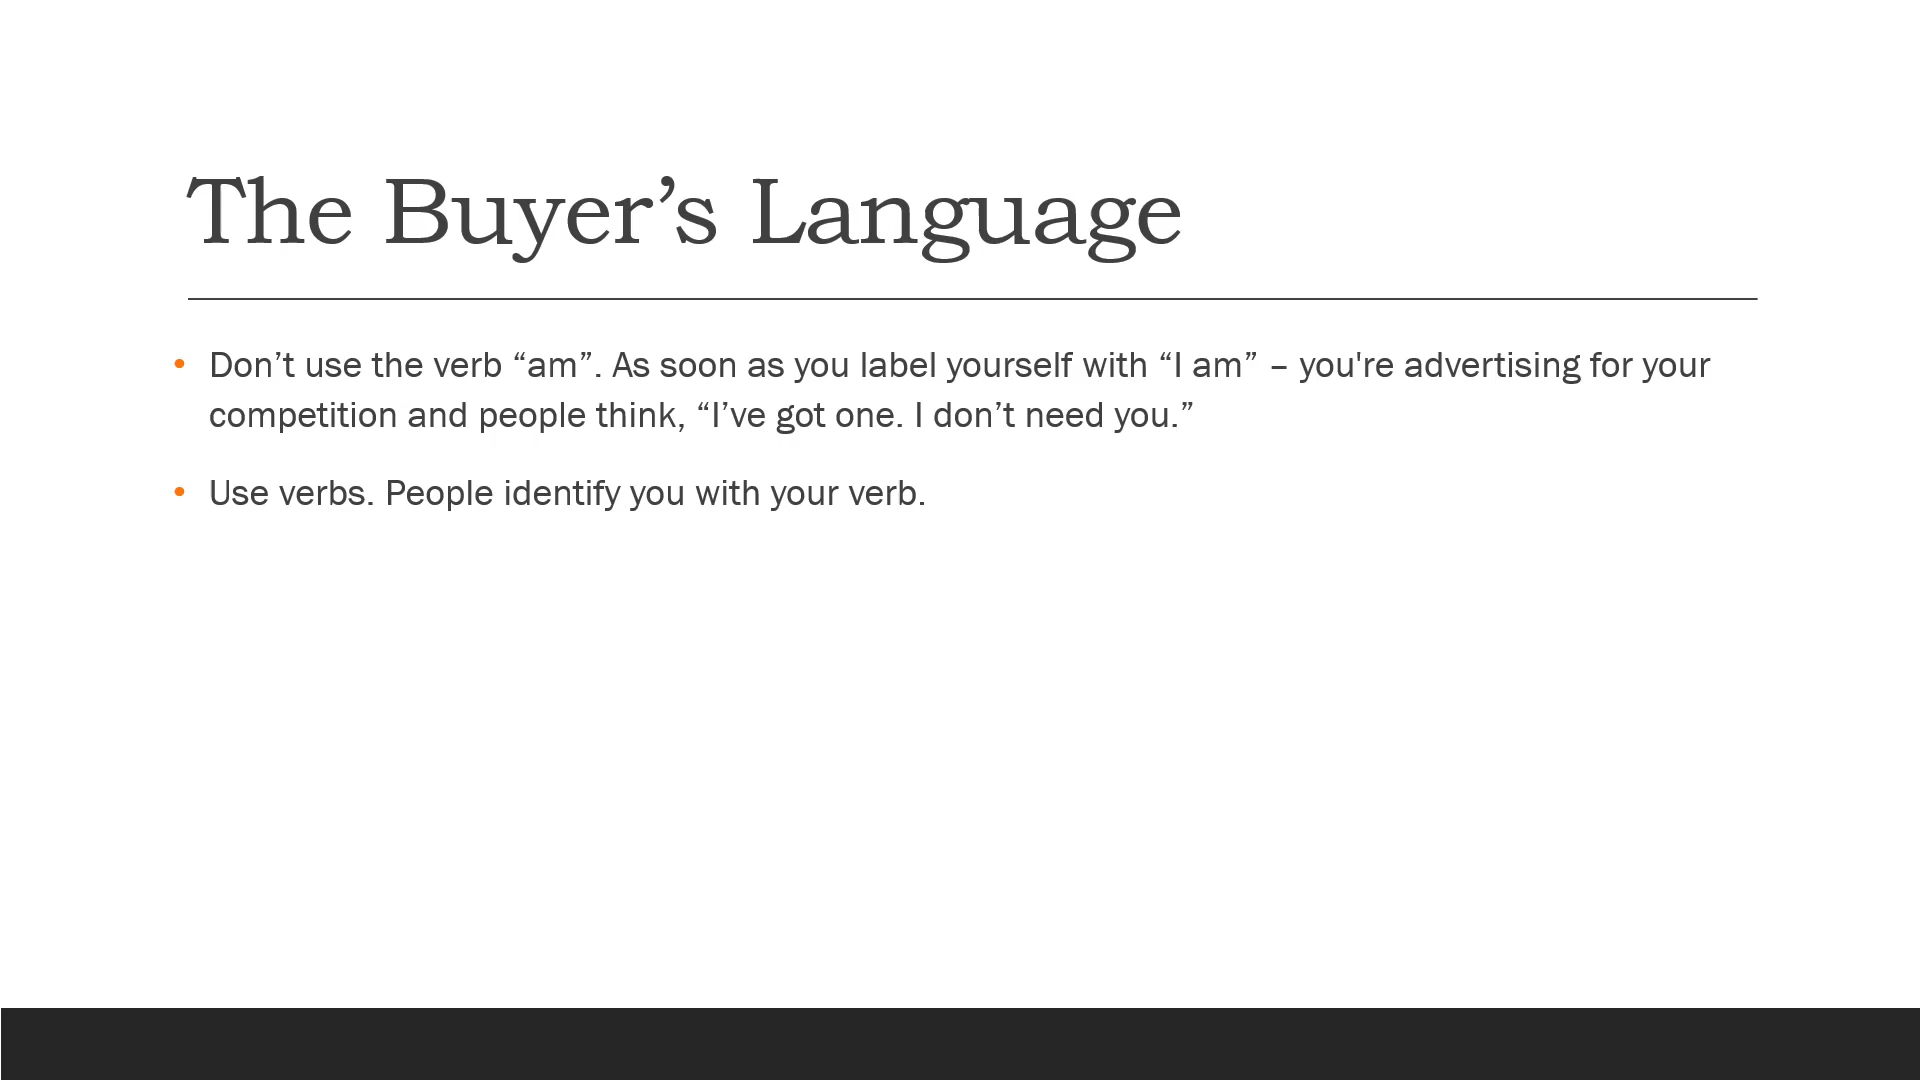 The Buyer’s Language
• Don’t use the verb “am”. As soon as you label yourself with “I am” – you're advertising for your
competition and people think, “I’ve got one. I don’t need you.”
• Use verbs. People identify you with your verb.